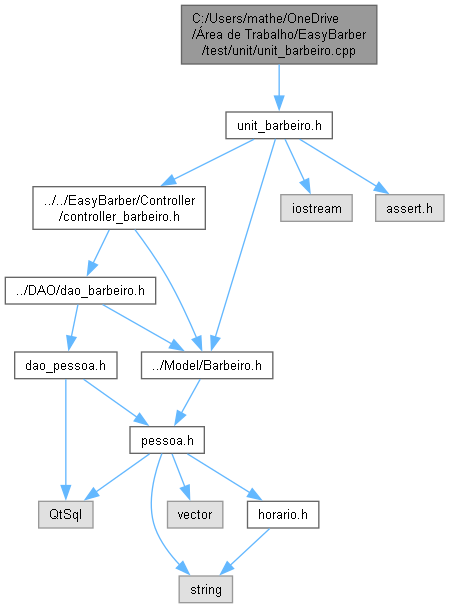 C:/Users/mathe/OneDrive
/Área de Trabalho/EasyBarber
/test/unit/unit_barbeiro.cpp
unit_barbeiro.h
../../EasyBarber/Controller
/controller_barbeiro.h
iostream
assert.h
../DAO/dao_barbeiro.h
dao_pessoa.h
../Model/Barbeiro.h
pessoa.h
QtSql
vector
horario.h
string